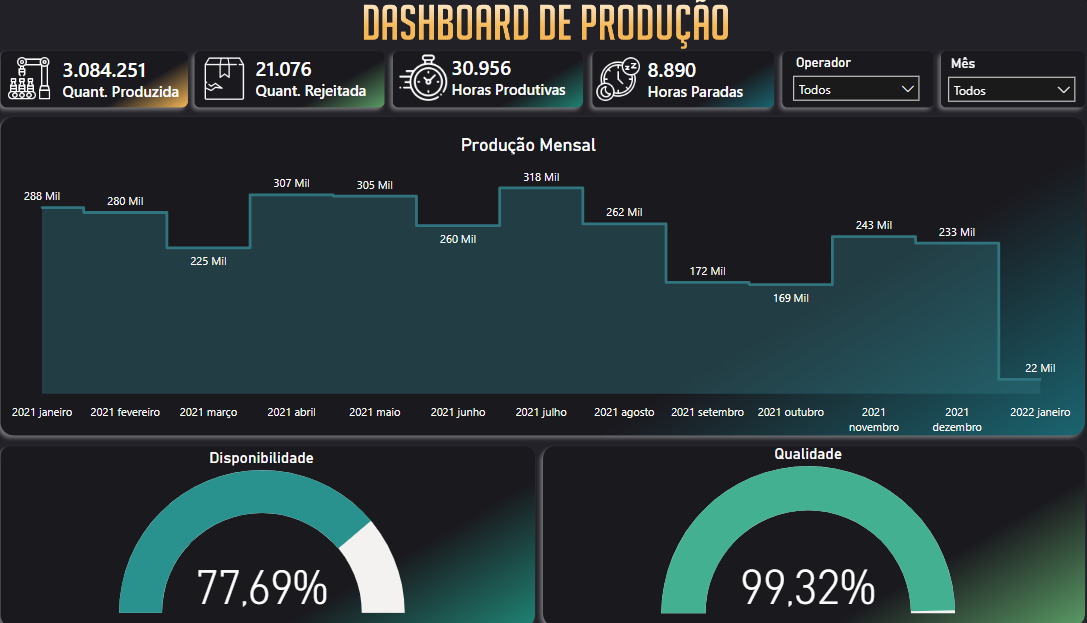 DASHBOARD DE PRODUÇÃO
3.084.251
Quant. Produzida
21.076
Quant. Rejeitada
30.956
Horas Produtivas
8.890
Horas Paradas
Operador
Todos
Mês
Todos
Produção Mensal
288 Mil
280 Mil
225 Mil
307 Mil
305 Mil
260 Mil
318 Mil
262 Mil
172 Mil
169 Mil
243 Mil
233 Mil
22 Mil
2021 janeiro
2021 fevereiro
2021 março
2021 abril
2021 maio
2021 junho
2021 julho
2021 agosto
2021 setembro
2021 outubro
2021
novembro
2021
dezembro
2022 janeiro
Disponibilidade
77,69%
Qualidade
99,32%